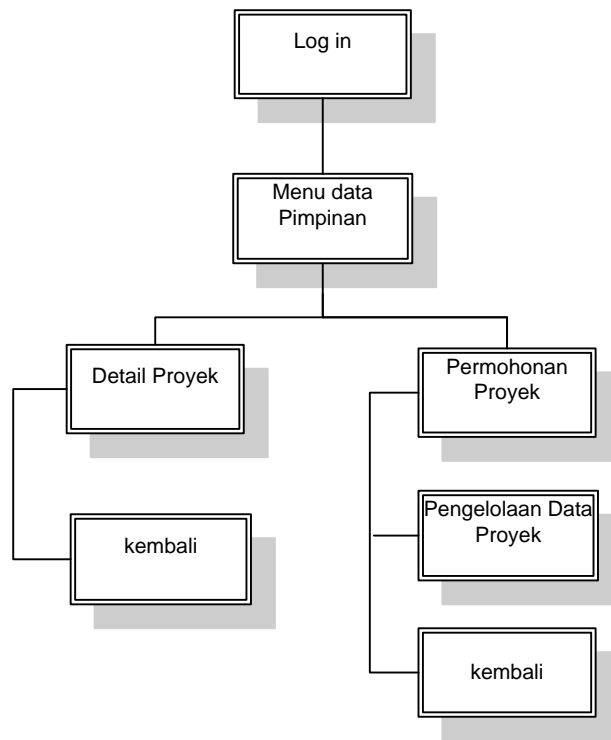 Log in
Menu data
Pimpinan
Detail Proyek
kembali
Permohonan
Proyek
Pengelolaan Data
Proyek
kembali